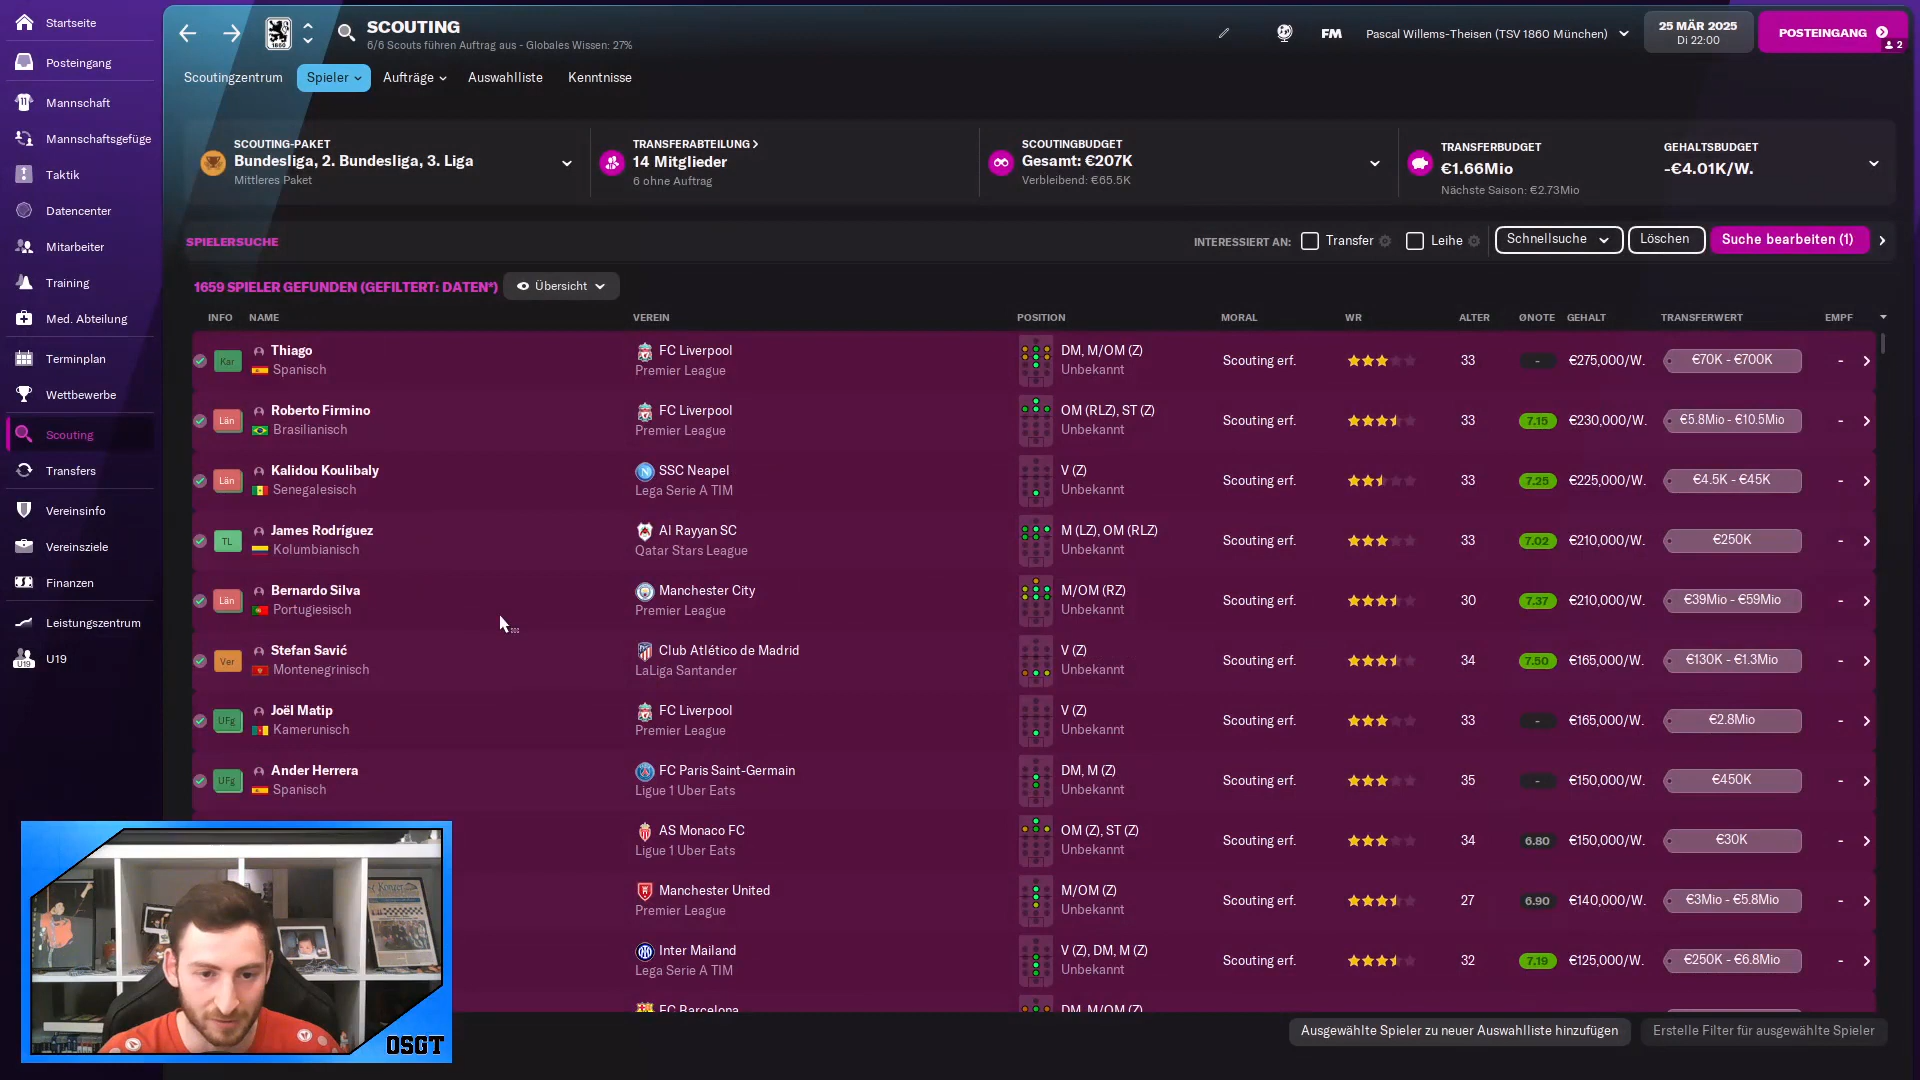 Startseite
Posteingang
Mannschaft
Mannschaftsgefüge
Taktik
Datencenter
Mitarbeiter
Training
Med. Abteilung
Terminplan
Wettbewerbe
Scouting
Transfers
Vereinsinfo
Vereinsziele
Finanzen
Leistungszentrum
U19
SCOUTING
6/6 Scouts führen Auftrag aus - Globales Wissen: 27%
FM
Pascal Willems-Theisen (TSV 1860 München)
25 MÄR 2025
Di 22:00
POSTEINGANG
2
Scoutingzentrum
Spieler
Aufträge
Auswahlliste
Kenntnisse
SCOUTING-PAKET
Bundesliga, 2. Bundesliga, 3. Liga
Mittleres Paket
TRANSFERABTEILUNG
14 Mitglieder
6 ohne Auftrag
SCOUTINGBUDGET
Gesamt: €207K
Verbleibend: €65.5K
TRANSFERBUDGET
€1.66Mio
Nächste Saison: €2.73Mio
GEHALTSBUDGET
-€4.01K/W.
SPIELERSUCHE
INTERESSIERT AN:
Transfer
Leihe
Schnellsuche
Löschen
Suche bearbeiten (1)
1659 SPIELER GEFUNDEN (GEFILTERT: DATEN*)
Übersicht
INFO NAME VEREIN POSITION MORAL WR ALTER ØNOTE GEHALT TRANSFERWERT EMPF
Kar Thiago FC Liverpool DM, M/OM (Z) Scouting erf. 33 - €275,000/W. €70K - €700K -
Spanisch Premier League Unbekannt
Län Roberto Firmino FC Liverpool OM (RLZ), ST (Z) Scouting erf. 33 7.15 €230,000/W. €5.8Mio - €10.5Mio -
Brasilianisch Premier League Unbekannt
Län Kalidou Koulibaly SSC Neapel V (Z) Scouting erf. 33 7.25 €225,000/W. €4.5K - €45K -
Senegalesisch Lega Serie A TIM Unbekannt
TL James Rodríguez Al Rayyan SC M (LZ), OM (RLZ) Scouting erf. 33 7.02 €210,000/W. €250K -
Kolumbianisch Qatar Stars League Unbekannt
Län Bernardo Silva Manchester City M/OM (RZ) Scouting erf. 30 7.37 €210,000/W. €39Mio - €59Mio -
Portugiesisch Premier League Unbekannt
Ver Stefan Savić Club Atlético de Madrid V (Z) Scouting erf. 34 7.50 €165,000/W. €130K - €1.3Mio -
Montenegrinisch LaLiga Santander Unbekannt
UFg Joël Matip FC Liverpool V (Z) Scouting erf. 33 - €165,000/W. €2.8Mio -
Kamerunisch Premier League Unbekannt
UFg Ander Herrera FC Paris Saint-Germain DM, M (Z) Scouting erf. 35 - €150,000/W. €450K -
Spanisch Ligue 1 Uber Eats Unbekannt
AS Monaco FC OM (Z), ST (Z) Scouting erf. 34 6.80 €150,000/W. €30K -
Ligue 1 Uber Eats Unbekannt
Manchester United M/OM (Z) Scouting erf. 27 6.90 €140,000/W. €3Mio - €5.8Mio -
Premier League Unbekannt
Inter Mailand V (Z), DM, M (Z) Scouting erf. 32 7.19 €125,000/W. €250K - €6.8Mio -
Lega Serie A TIM Unbekannt
FC Barcelona DM, M/OM (Z)
Ausgewählte Spieler zu neuer Auswahlliste hinzufügen
Erstelle Filter für ausgewählte Spieler
OSGT